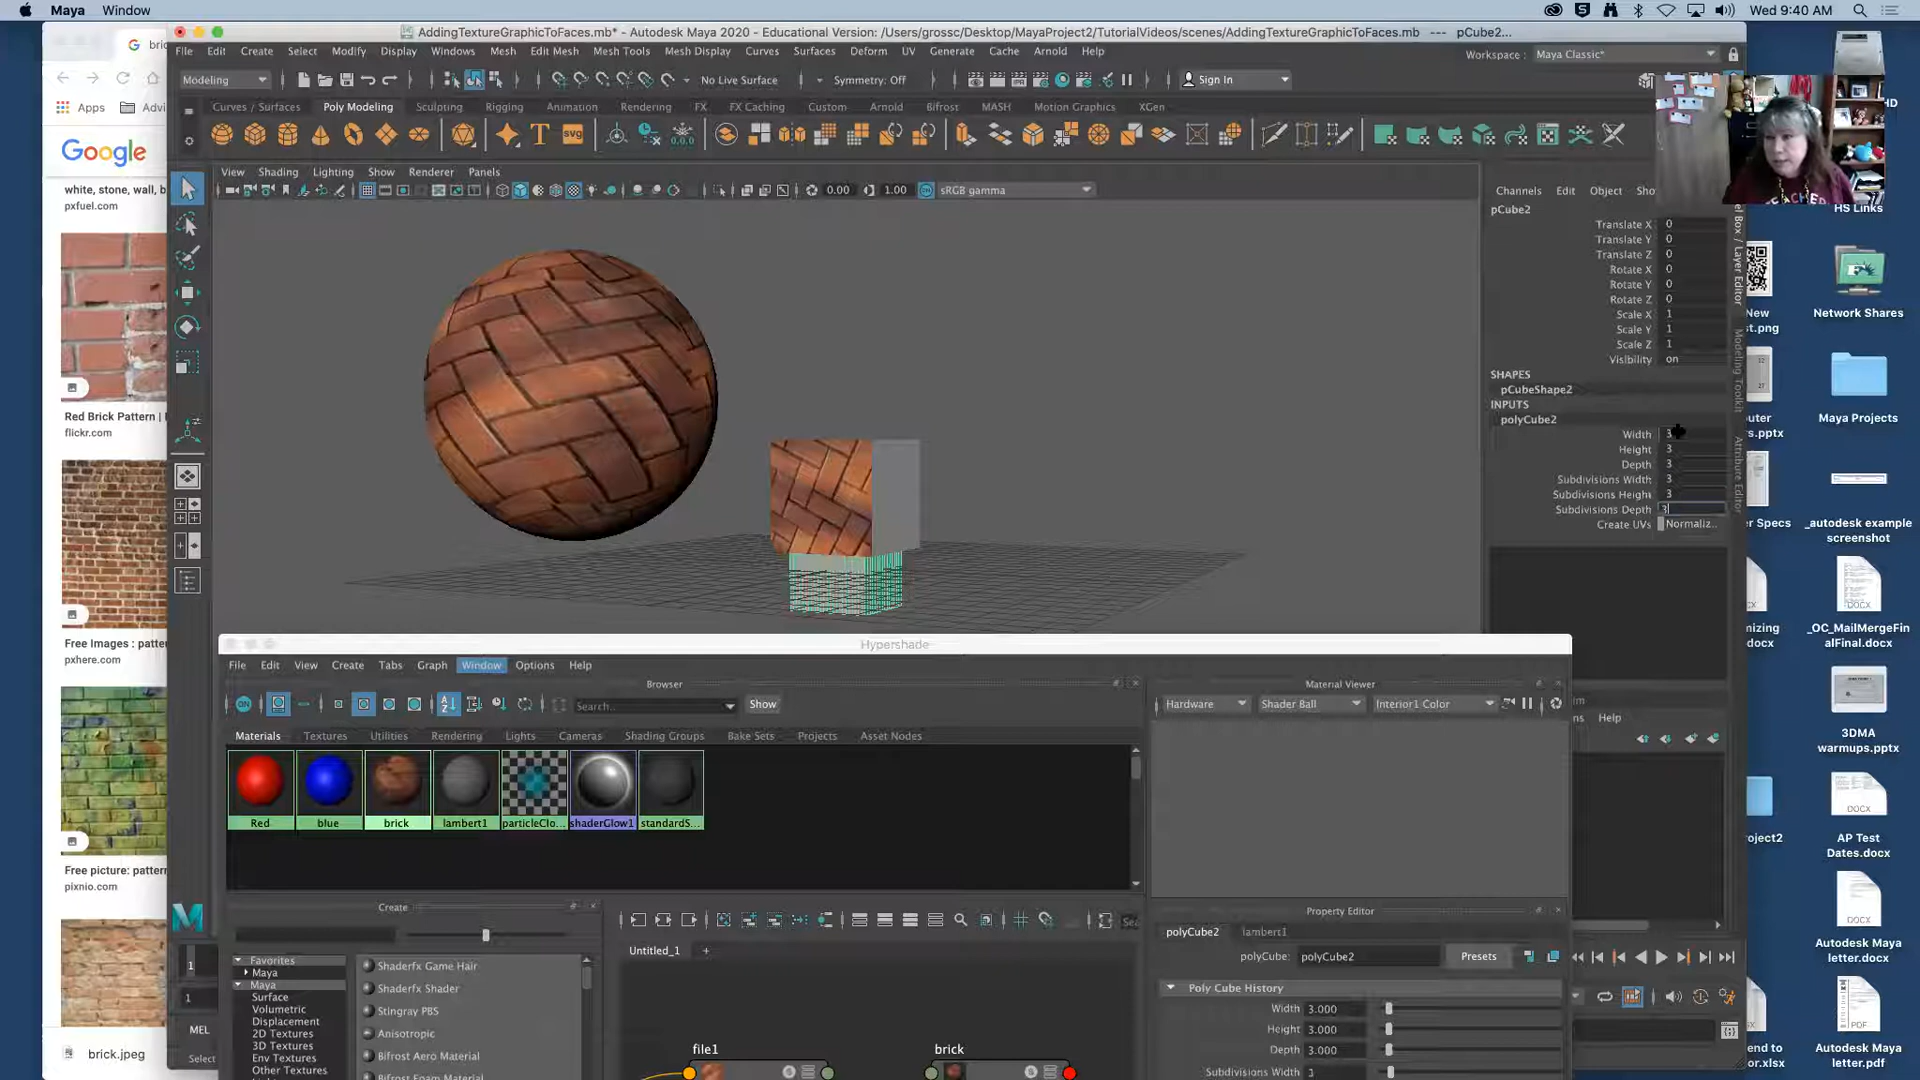 Maya Window Wed 9:40 AM
AddingTextureGraphicToFaces.mb* - Autodesk Maya 2020 - Educational Version: /Users/grossc/Desktop/MayaProject2/TutorialVideos/scenes/AddingTextureGraphicToFaces.mb --- pCube2...
File Edit Create Select Modify Display Windows Mesh Edit Mesh Mesh Tools Mesh Display Curves Surfaces Deform UV Generate Cache Arnold Help Workspace : Maya Classic*
Modeling No Live Surface Symmetry: Off Sign In
Curves / Surfaces Poly Modeling Sculpting Rigging Animation Rendering FX FX Caching Custom Arnold Bifrost MASH Motion Graphics XGen
View Shading Lighting Show Renderer Panels
0.00 1.00 sRGB gamma
Apps
Google
white, stone, wall, b
pxfuel.com
Red Brick Pattern |
flickr.com
Free Images : patte
pxhere.com
Free picture: patter
pixnio.com
brick.jpeg
Channels Edit Object
pCube2
Translate X 0
Translate Y 0
Translate Z 0
Rotate X 0
Rotate Y 0
Rotate Z 0
Scale X 1
Scale Y 1
Scale Z 1
Visibility on
SHAPES
pCubeShape2
INPUTS
polyCube2
Width 3
Height 3
Depth 3
Subdivisions Width 3
Subdivisions Height 3
Subdivisions Depth 3
Create UVs Normaliz...
Modeling Toolkit
Attribute Editor
HS Links
New
Network Shares
Maya Projects
_autodesk example screenshot
_OC_MailMergeFinalFinal.docx
3DMA warmups.pptx
AP Test Dates.docx
Autodesk Maya letter.docx
Autodesk Maya letter.pdf
Hypershade
File Edit View Create Tabs Graph Window Options Help
Browser Material Viewer
ON Search... Show Hardware Shader Ball Interior1 Color
Materials Textures Utilities Rendering Lights Cameras Shading Groups Bake Sets Projects Asset Nodes
Red blue brick lambert1 particleClo... shaderGlow1 standardS...
Help
Create Property Editor
Untitled_1 +
polyCube2 lambert1
polyCube: polyCube2 Presets
Poly Cube History
Width 3.000
Height 3.000
Depth 3.000
Subdivisions Width 1
Favorites
Maya
Maya
Surface
Volumetric
Displacement
2D Textures
3D Textures
Env Textures
Other Textures
Shaderfx Game Hair
Shaderfx Shader
Stingray PBS
Anisotropic
Bifrost Aero Material
Bifrost Foam Material
file1 brick
1
1
MEL
Select